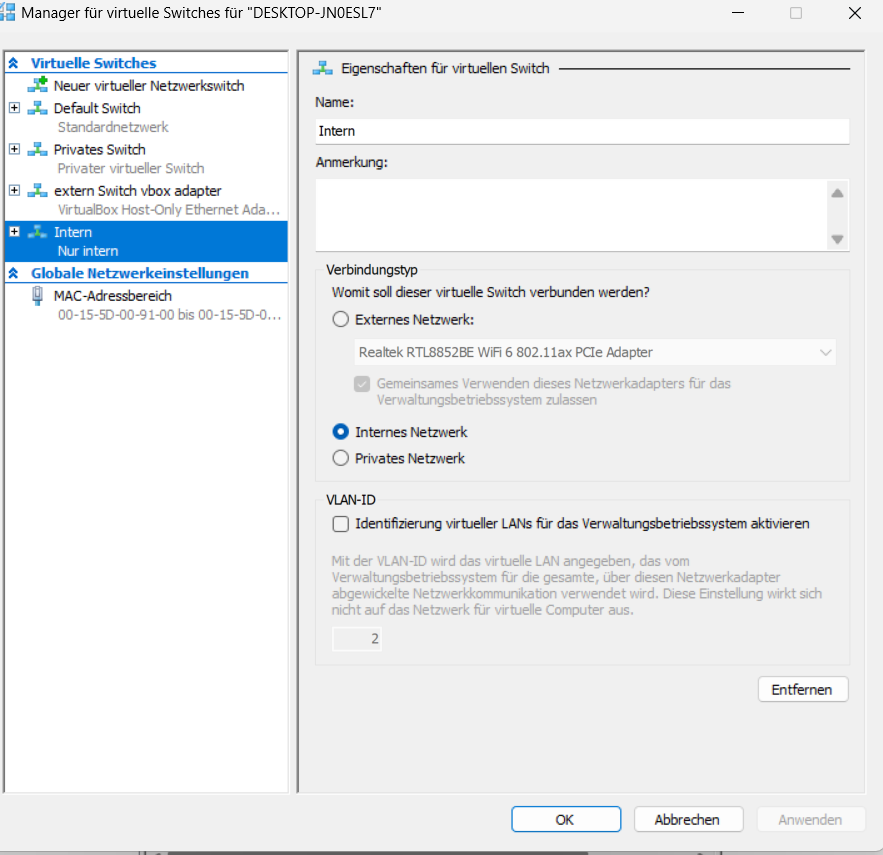 Manager für virtuelle Switches für "DESKTOP-JN0ESL7"
Virtuelle Switches
Neuer virtueller Netzwerkswitch
Default Switch
Standardnetzwerk
Privates Switch
Privater virtueller Switch
extern Switch vbox adapter
VirtualBox Host-Only Ethernet Ada...
Intern
Nur intern
Globale Netzwerkeinstellungen
MAC-Adressbereich
00-15-5D-00-91-00 bis 00-15-5D-0...
Eigenschaften für virtuellen Switch
Name:
Intern
Anmerkung:
Verbindungstyp
Womit soll dieser virtuelle Switch verbunden werden?
Externes Netzwerk:
Realtek RTL8852BE WiFi 6 802.11ax PCIe Adapter
Gemeinsames Verwenden dieses Netzwerkadapters für das
Verwaltungsbetriebssystem zulassen
Internes Netzwerk
Privates Netzwerk
VLAN-ID
Identifizierung virtueller LANs für das Verwaltungsbetriebssystem aktivieren
Mit der VLAN-ID wird das virtuelle LAN angegeben, das vom
Verwaltungsbetriebssystem für die gesamte, über diesen Netzwerkadapter
abgewickelte Netzwerkkommunikation verwendet wird. Diese Einstellung wirkt sich
nicht auf das Netzwerk für virtuelle Computer aus.
2
Entfernen
OK
Abbrechen
Anwenden